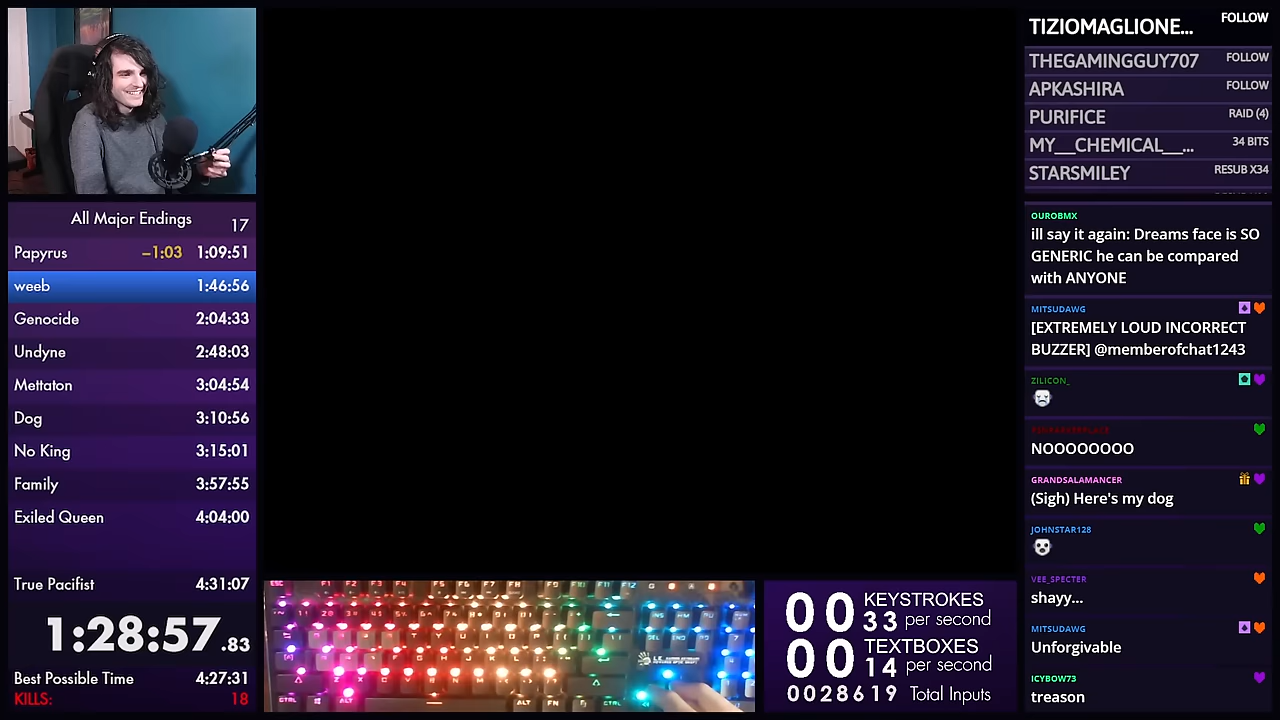 All Major Endings
17
Papyrus −1:03 1:09:51
weeb 1:46:56
Genocide 2:04:33
Undyne 2:48:03
Mettaton 3:04:54
Dog 3:10:56
No King 3:15:01
Family 3:57:55
Exiled Queen 4:04:00
True Pacifist 4:31:07
1:28:57.83
Best Possible Time 4:27:31
KILLS: 18
00 33 KEYSTROKES per second
00 14 TEXTBOXES per second
0028619 Total Inputs
TIZIOMAGLIONE... FOLLOW
THEGAMINGGUY707 FOLLOW
APKASHIRA FOLLOW
PURIFICE RAID (4)
MY__CHEMICAL__... 34 BITS
STARSMILEY RESUB X34
OUROBMX
ill say it again: Dreams face is SO
GENERIC he can be compared
with ANYONE
MITSUDAWG
[EXTREMELY LOUD INCORRECT
BUZZER] @memberofchat1243
ZILICON_
NOOOOOOOO
GRANDSALAMANCER
(Sigh) Here's my dog
JOHNSTAR128
VEE_SPECTER
shayy...
MITSUDAWG
Unforgivable
ICYBOW73
treason